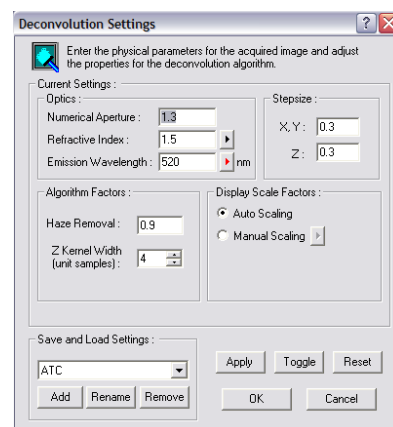 Deconvolution Settings
Enter the physical parameters for the acquired image and adjust
the properties for the deconvolution algorithm.
Current Settings :
Optics :
Numerical Aperture : 1.3
Refractive Index : 1.5
Emission Wavelength : 520 nm
Stepsize :
X, Y : 0.3
Z : 0.3
Algorithm Factors :
Haze Removal : 0.9
Z Kernel Width
(unit samples) : 4
Display Scale Factors :
Auto Scaling
Manual Scaling
Save and Load Settings :
ATC
Add Rename Remove
Apply Toggle Reset
OK Cancel